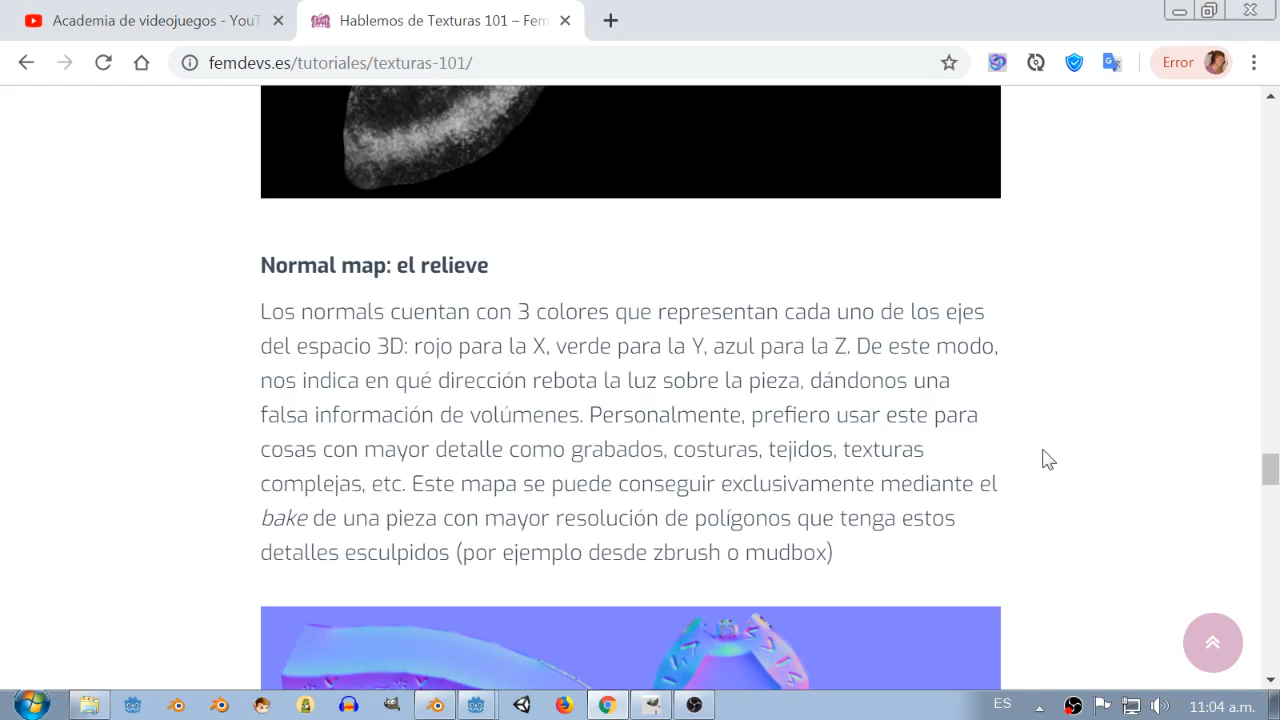 Academia de videojuegos - YouT
Hablemos de Texturas 101 – Fem
femdevs.es/tutoriales/texturas-101/
Error
Normal map: el relieve
Los normals cuentan con 3 colores que representan cada uno de los ejes
del espacio 3D: rojo para la X, verde para la Y, azul para la Z. De este modo,
nos indica en qué dirección rebota la luz sobre la pieza, dándonos una
falsa información de volúmenes. Personalmente, prefiero usar este para
cosas con mayor detalle como grabados, costuras, tejidos, texturas
complejas, etc. Este mapa se puede conseguir exclusivamente mediante el
bake de una pieza con mayor resolución de polígonos que tenga estos
detalles esculpidos (por ejemplo desde zbrush o mudbox)
ES
11:04 a.m.